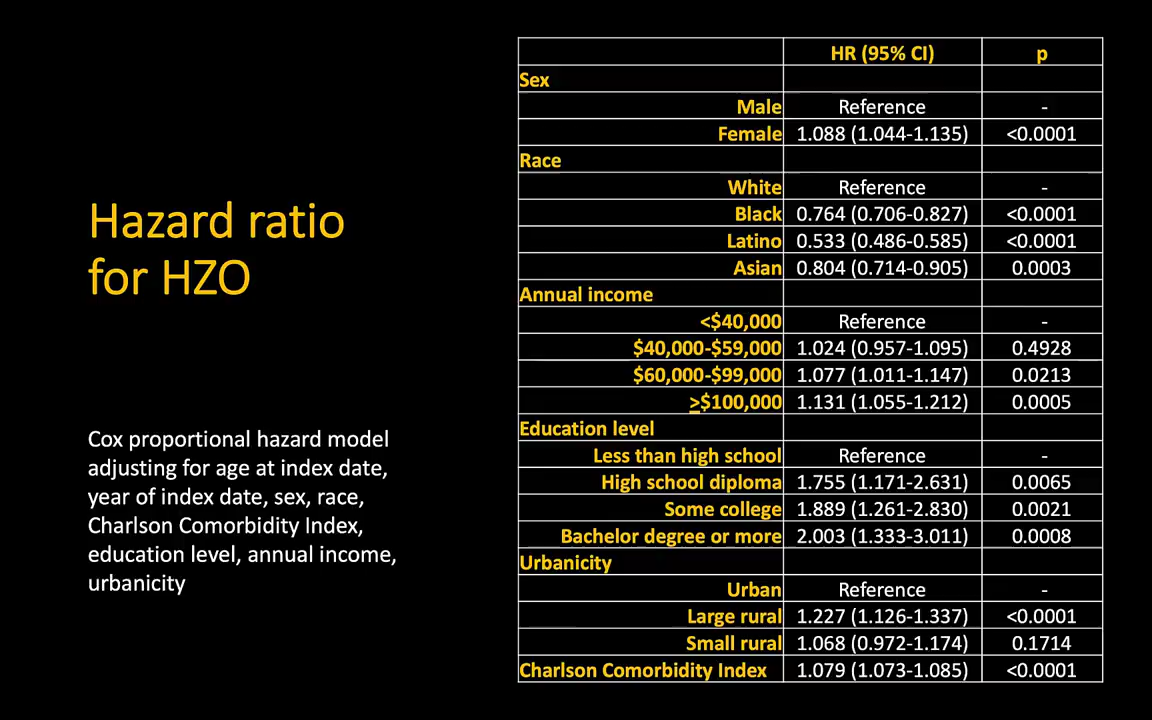 Hazard ratio
for HZO
Cox proportional hazard model
adjusting for age at index date,
year of index date, sex, race,
Charlson Comorbidity Index,
education level, annual income,
urbanicity
HR (95% CI) p
Sex
Male Reference -
Female 1.088 (1.044-1.135) <0.0001
Race
White Reference -
Black 0.764 (0.706-0.827) <0.0001
Latino 0.533 (0.486-0.585) <0.0001
Asian 0.804 (0.714-0.905) 0.0003
Annual income
<$40,000 Reference -
$40,000-$59,000 1.024 (0.957-1.095) 0.4928
$60,000-$99,000 1.077 (1.011-1.147) 0.0213
>$100,000 1.131 (1.055-1.212) 0.0005
Education level
Less than high school Reference -
High school diploma 1.755 (1.171-2.631) 0.0065
Some college 1.889 (1.261-2.830) 0.0021
Bachelor degree or more 2.003 (1.333-3.011) 0.0008
Urbanicity
Urban Reference -
Large rural 1.227 (1.126-1.337) <0.0001
Small rural 1.068 (0.972-1.174) 0.1714
Charlson Comorbidity Index 1.079 (1.073-1.085) <0.0001